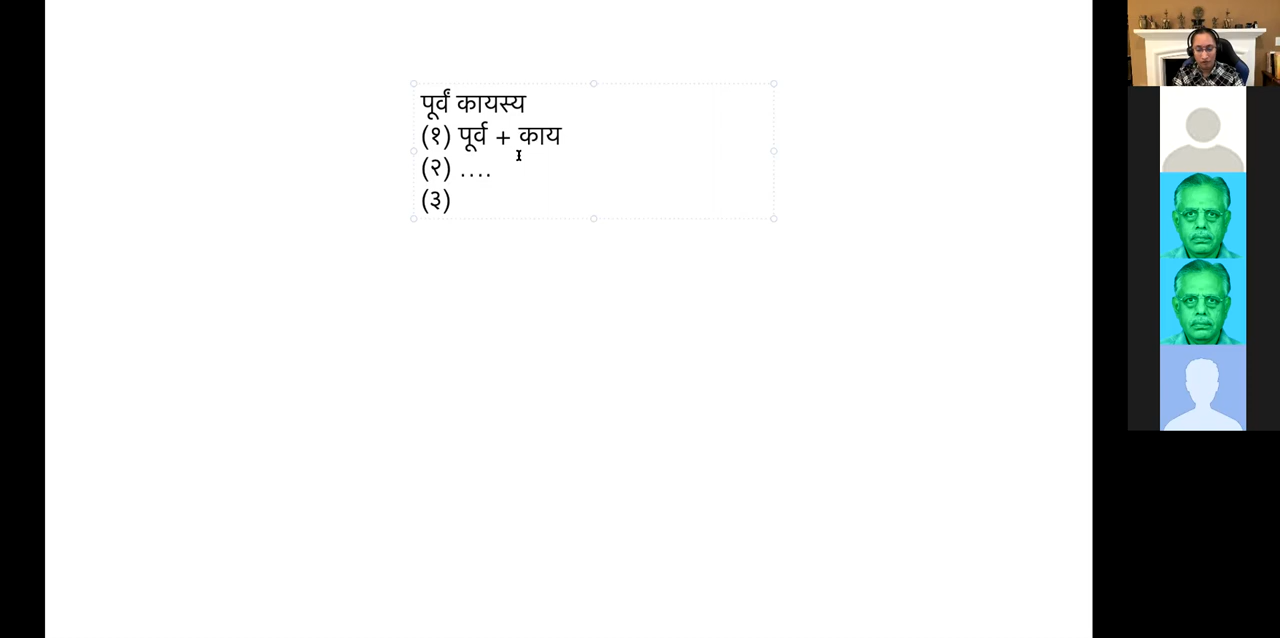 पूर्वं कायस्य
(१) पूर्व + काय
(२) ....
(३)